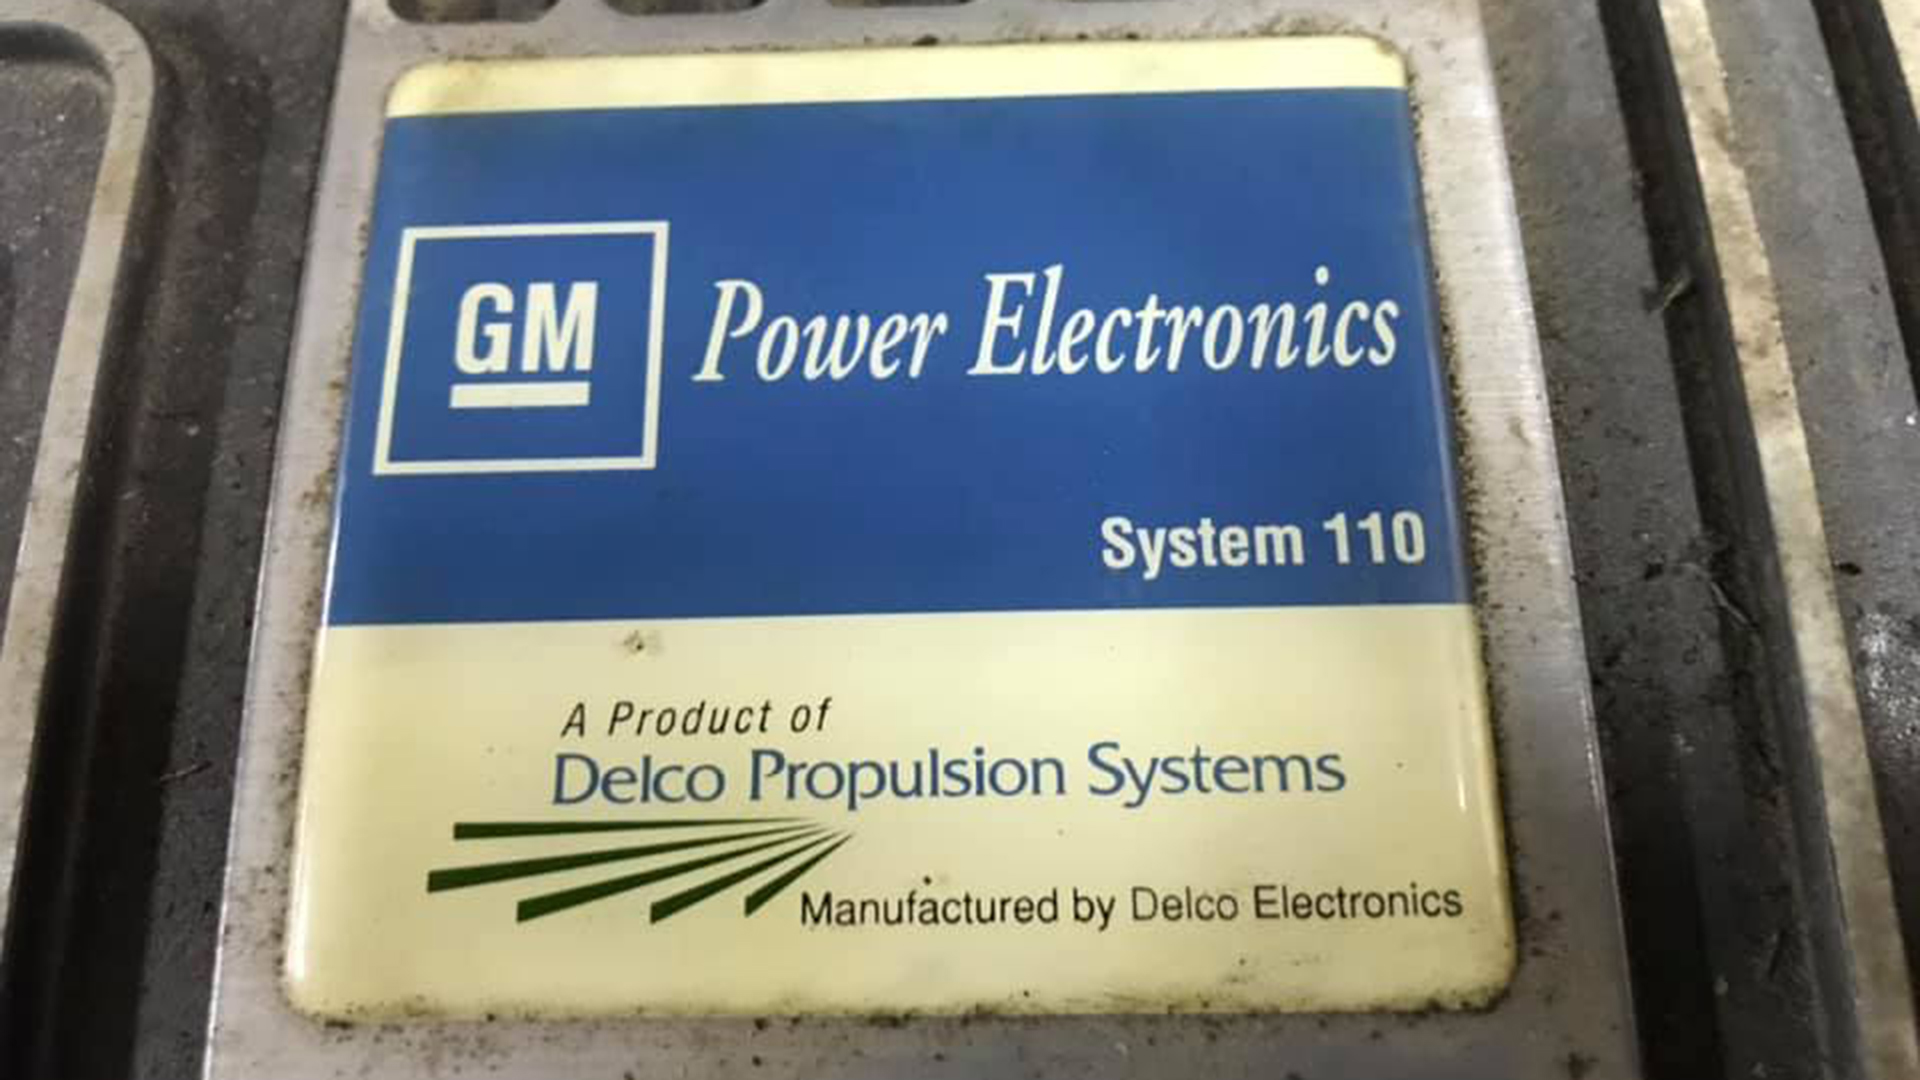 GM Power Electronics
System 110
A Product of
Delco Propulsion Systems
Manufactured by Delco Electronics